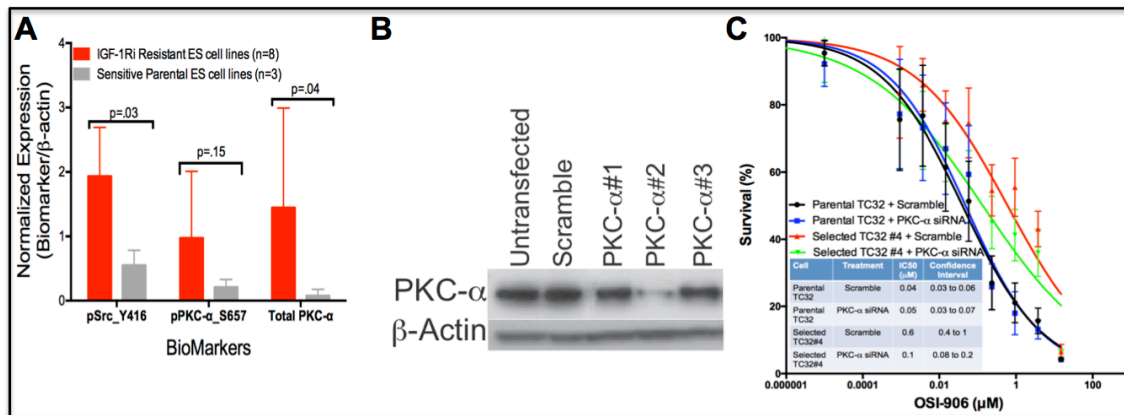 A
Normalized Expression
(Biomarker/β-actin)
4
3
2
1
0
IGF-1Ri Resistant ES cell lines (n=8)
Sensitive Parental ES cell lines (n=3)
p=.03
p=.15
p=.04
pSrc_Y416
pPKC-α_S657
Total PKC-α
BioMarkers
B
Untransfected
Scramble
PKC-α#1
PKC-α#2
PKC-α#3
PKC-α
β-Actin
C
Survival (%)
100
80
60
40
20
0
Parental TC32 + Scramble
Parental TC32 + PKC-α siRNA
Selected TC32 #4 + Scramble
Selected TC32 #4 + PKC-α siRNA
Cell Treatment IC50 (μM) Confidence Interval
Parental TC32 Scramble 0.04 0.03 to 0.06
Parental TC32 PKC-α siRNA 0.05 0.03 to 0.07
Selected TC32#4 Scramble 0.6 0.4 to 1
Selected TC32#4 PKC-α siRNA 0.1 0.08 to 0.2
0.000001 0.0001 0.01 1 100
OSI-906 (μM)